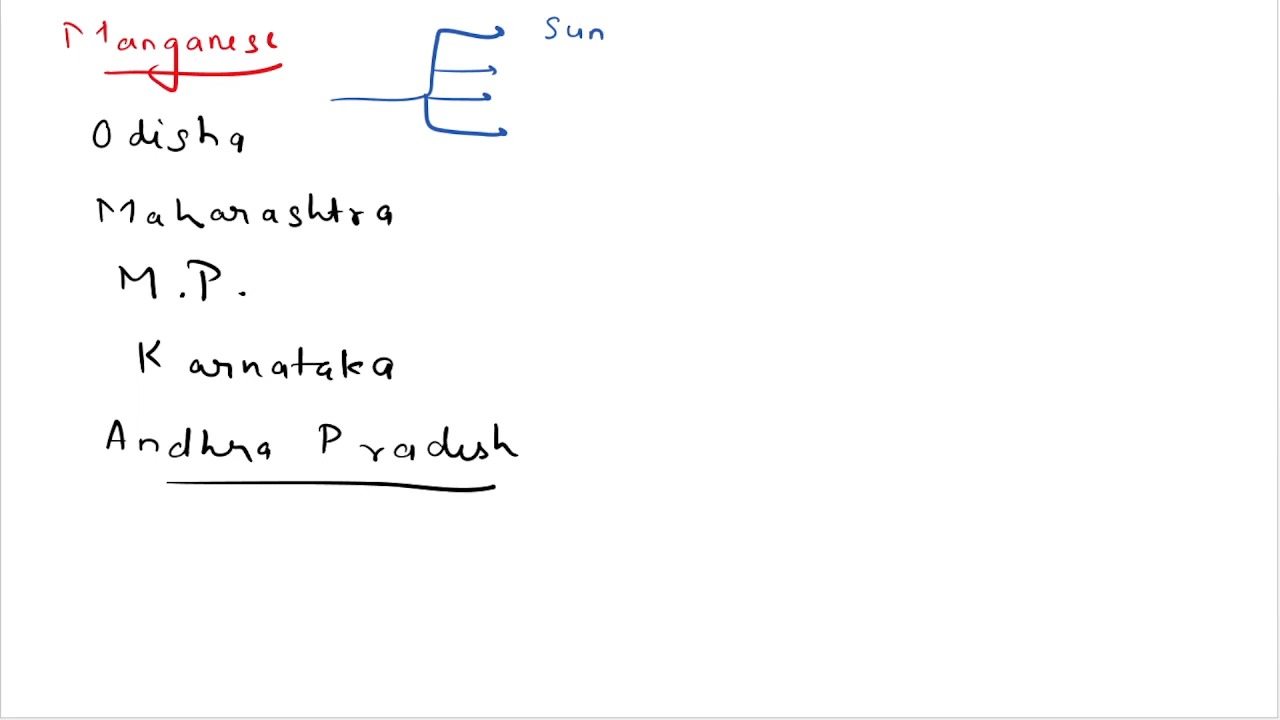 Manganese
Sun
Odisha
Maharashtra
M.P.
Karnataka
Andhra Pradesh